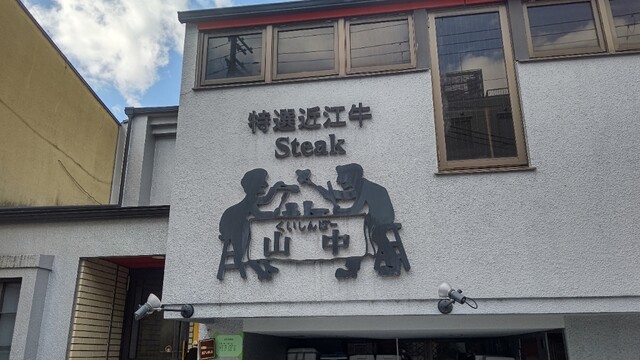 特選近江牛
Steak
くいしんぼー
山中